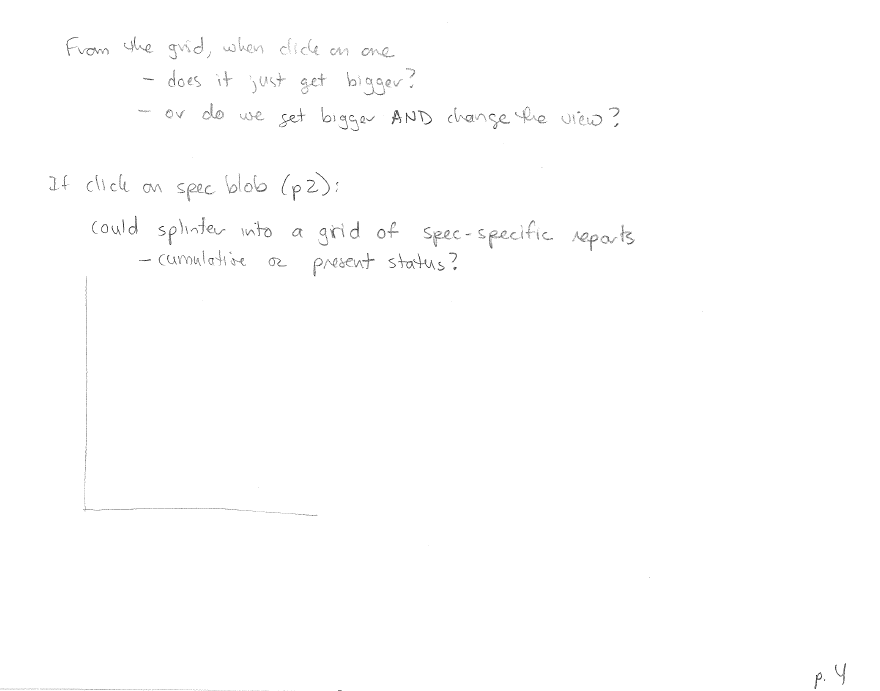 From the grid, when click on one
- does it just get bigger?
- or do we get bigger AND change the view?
If click on spec blob (p2):
could splinter into a grid of spec-specific reports
- cumulative or present status?
p. 4